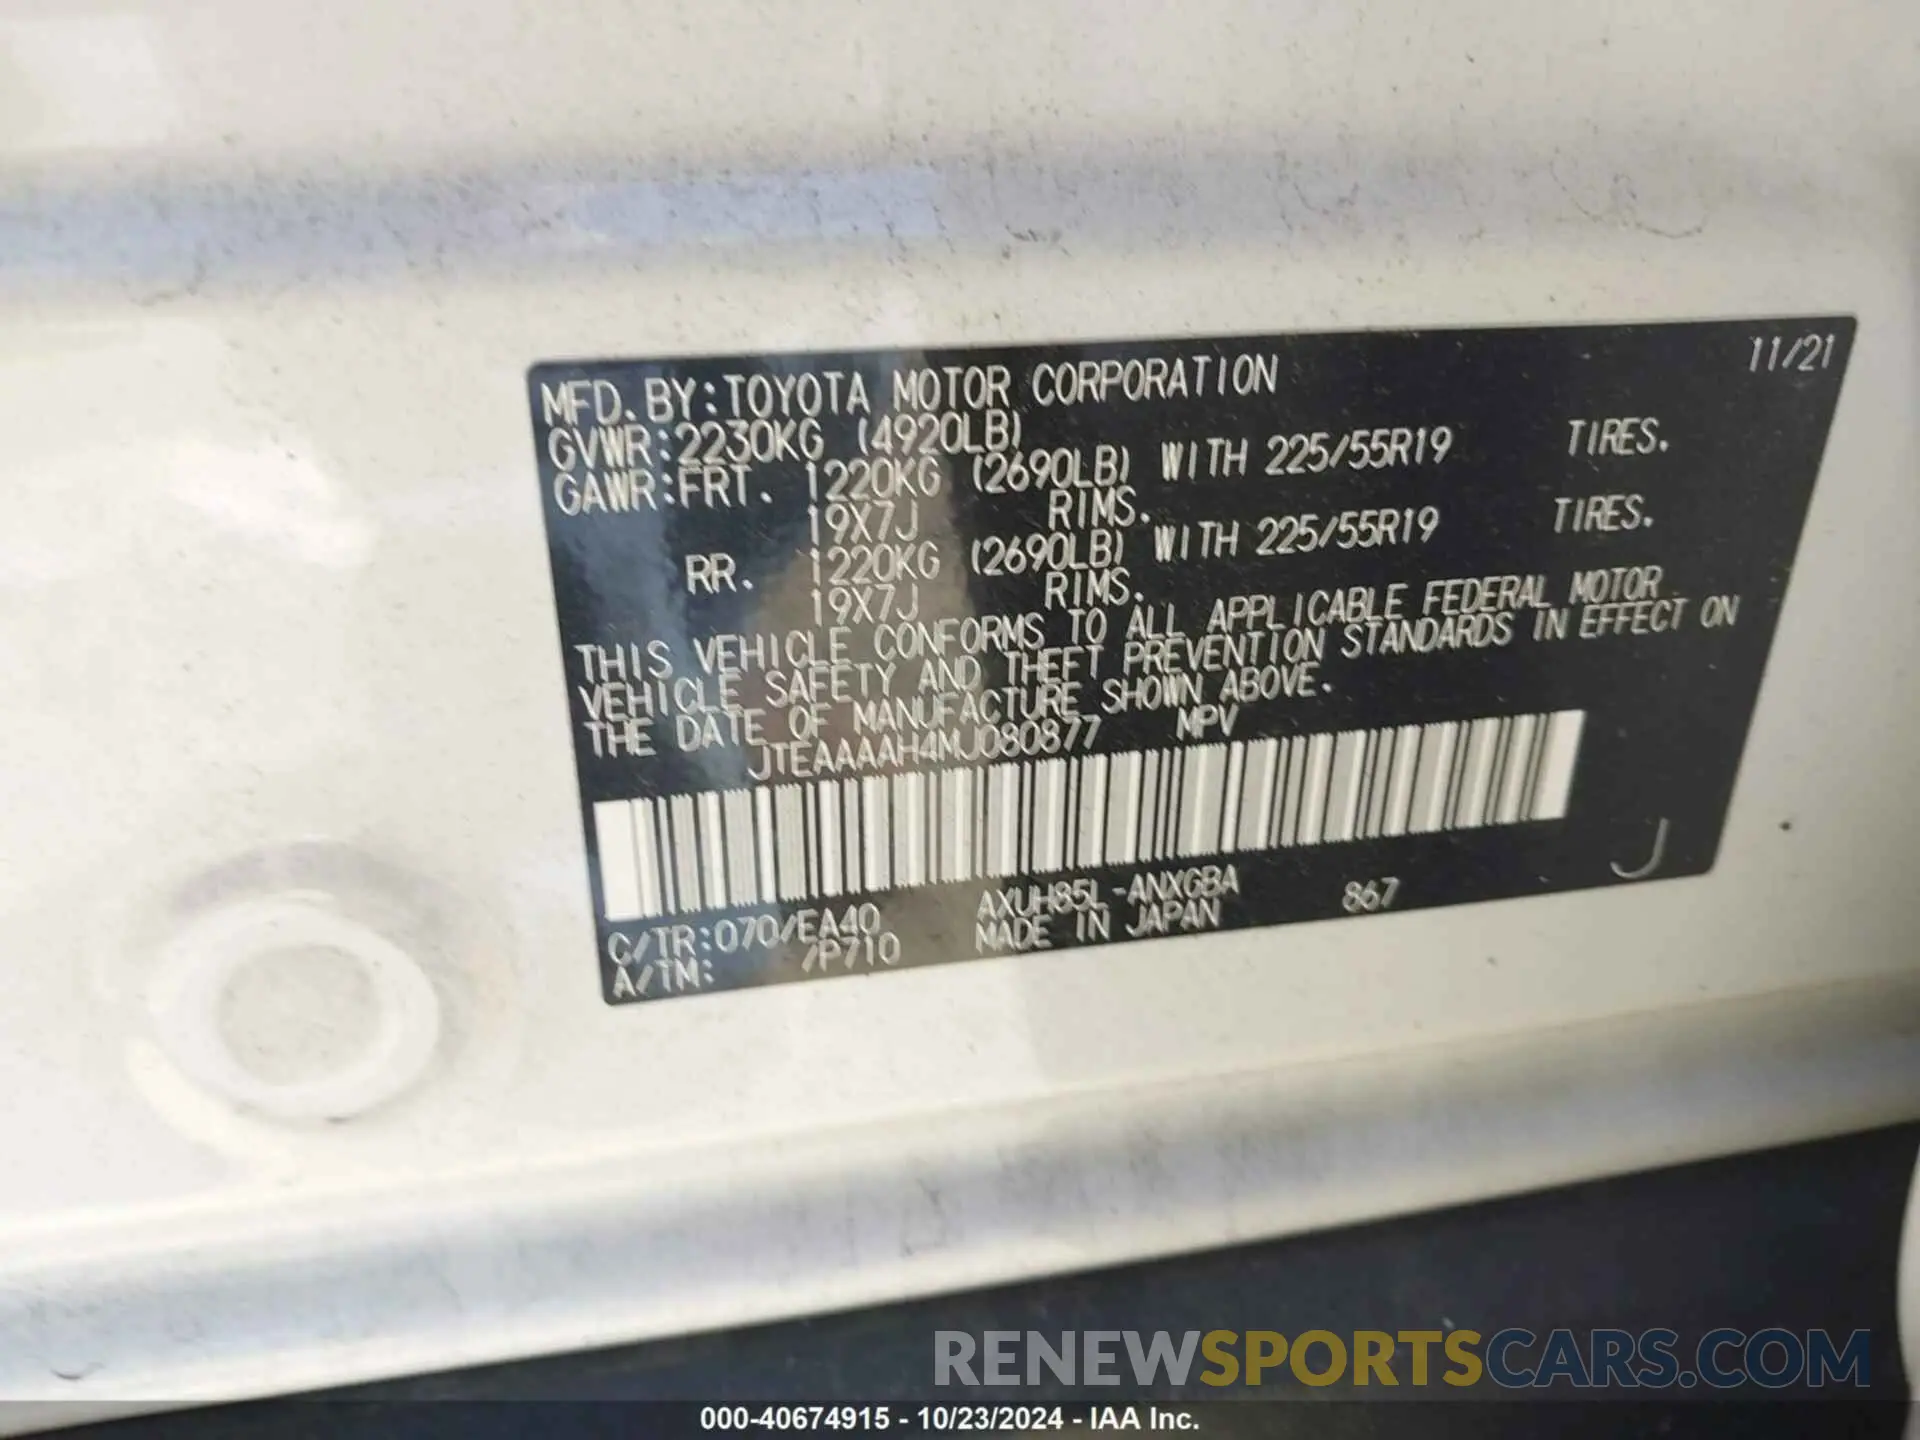 11/21
MFD. BY: TOYOTA MOTOR CORPORATION
GVWR: 2230KG (4920LB)
GAWR: FRT. 1220KG (2690LB) WITH 225/55R19 TIRES.
19X7J RIMS.
RR. 1220KG (2690LB) WITH 225/55R19 TIRES.
19X7J RIMS.
THIS VEHICLE CONFORMS TO ALL APPLICABLE FEDERAL MOTOR
VEHICLE SAFETY AND THEFT PREVENTION STANDARDS IN EFFECT ON
THE DATE OF MANUFACTURE SHOWN ABOVE.
JTEAAAAH4MJ080877 MPV
J
C/TR: 070/EA40 AXUH85L-ANXGBA 867
A/TM: /P710 MADE IN JAPAN
RENEWSPORTSCARS.COM
000-40674915 - 10/23/2024 - IAA Inc.